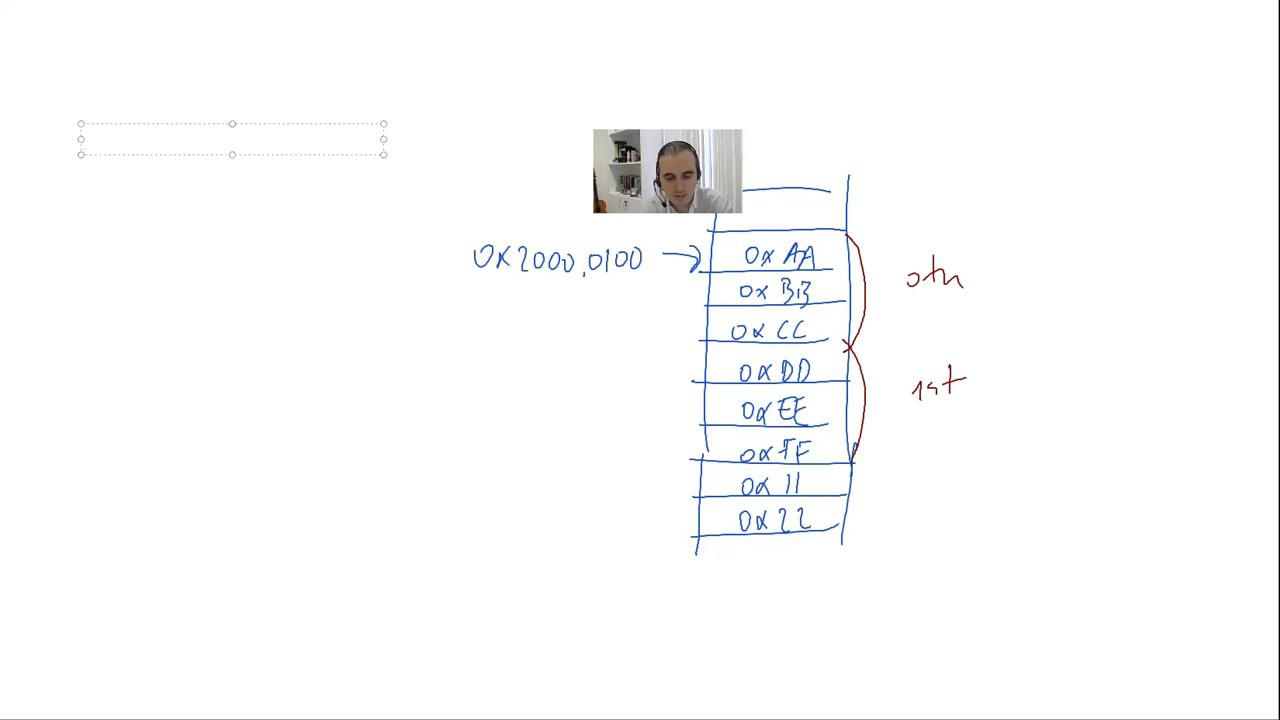 0x2000,0100
0x AA
0x BB
0th
0x CC
0x DD
1st
0x EE
0x FF
0x 11
0x 22